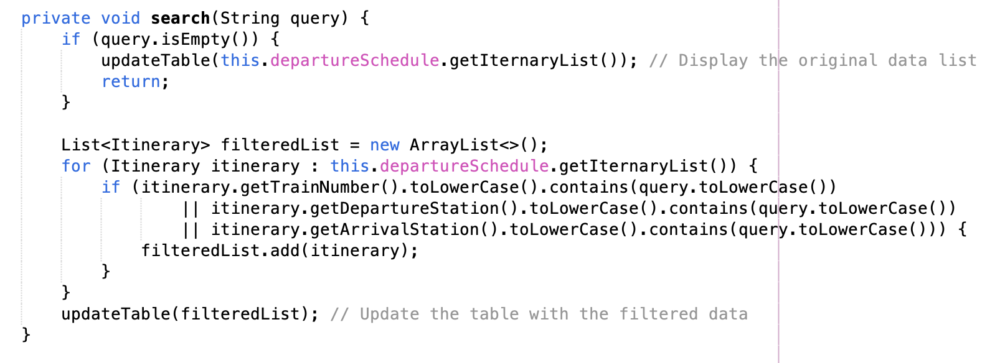 private void search(String query) {
    if (query.isEmpty()) {
        updateTable(this.departureSchedule.getIternaryList()); // Display the original data list
        return;
    }

    List<Itinerary> filteredList = new ArrayList<>();
    for (Itinerary itinerary : this.departureSchedule.getIternaryList()) {
        if (itinerary.getTrainNumber().toLowerCase().contains(query.toLowerCase())
                || itinerary.getDepartureStation().toLowerCase().contains(query.toLowerCase())
                || itinerary.getArrivalStation().toLowerCase().contains(query.toLowerCase())) {
            filteredList.add(itinerary);
        }
    }
    updateTable(filteredList); // Update the table with the filtered data
}